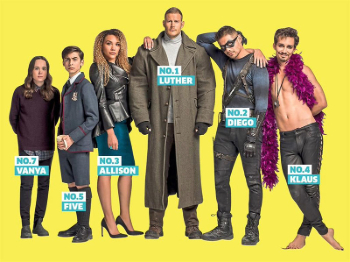 NO.1
LUTHER
NO.2
DIEGO
NO.7
VANYA
NO.3
ALLISON
NO.4
KLAUS
NO.5
FIVE